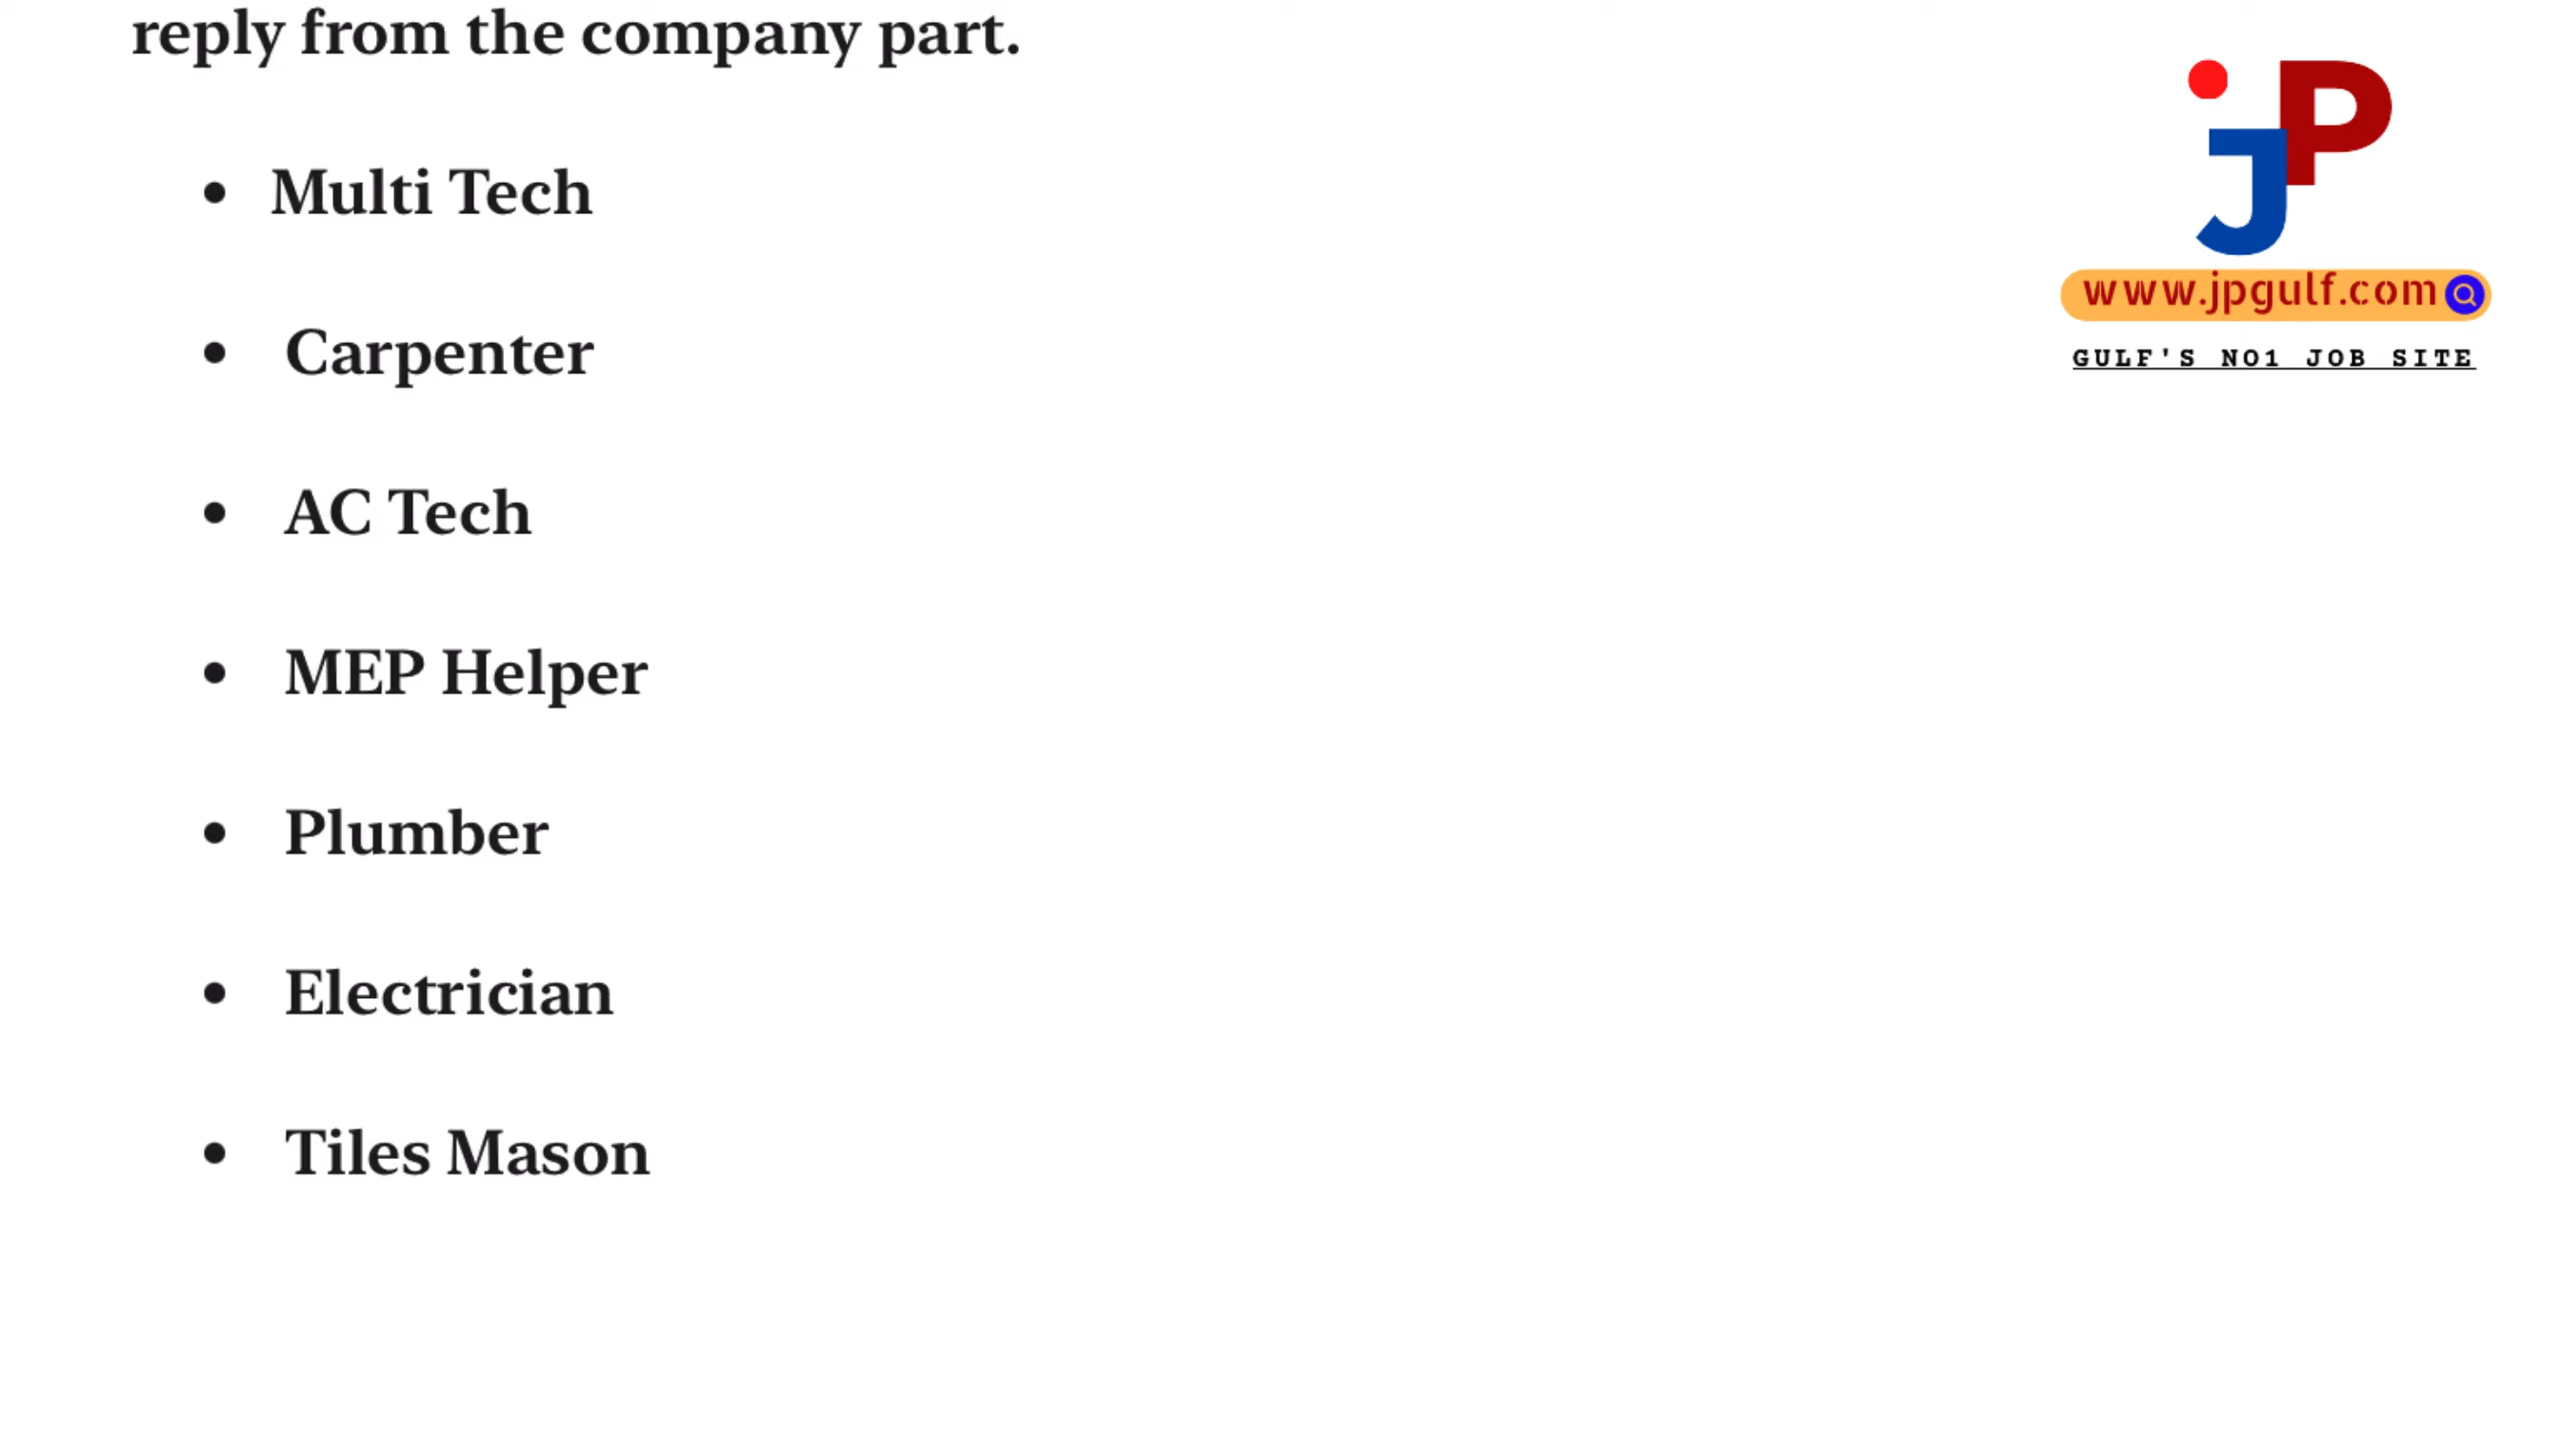 reply from the company part.
JP
www.jpgulf.com
GULF'S NO1 JOB SITE
• Multi Tech
• Carpenter
• AC Tech
• MEP Helper
• Plumber
• Electrician
• Tiles Mason